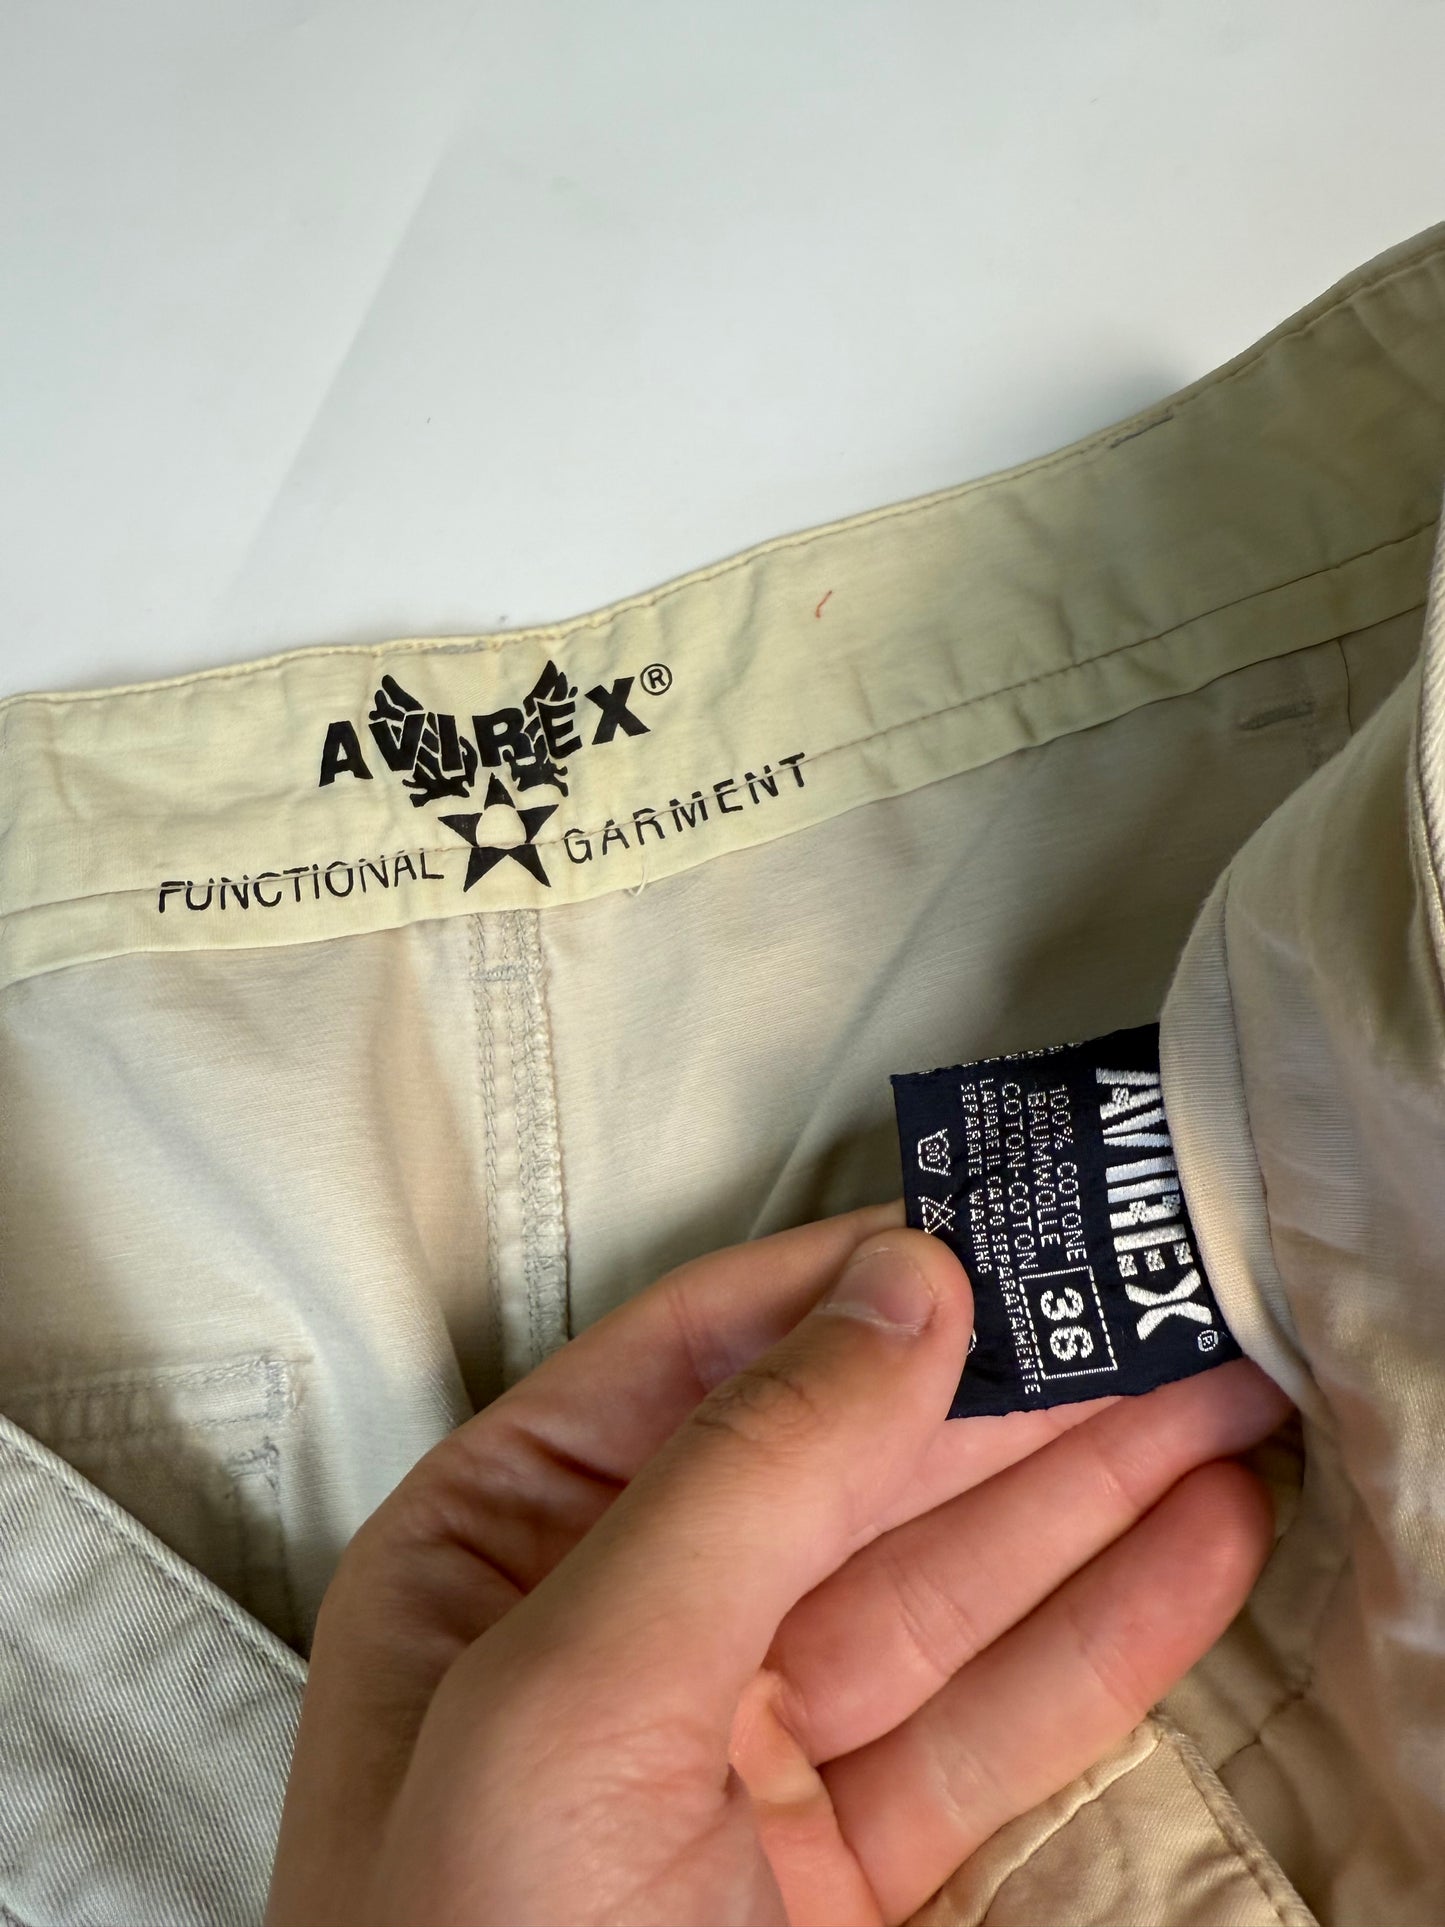 AVIREX®
FUNCTIONAL GARMENT
AVIREX®
100% COTONE
BAUMWOLLE
COTON-COTON
36
LAVARE IL CAPO SEPARATAMENTE
SEPARATE WASHING